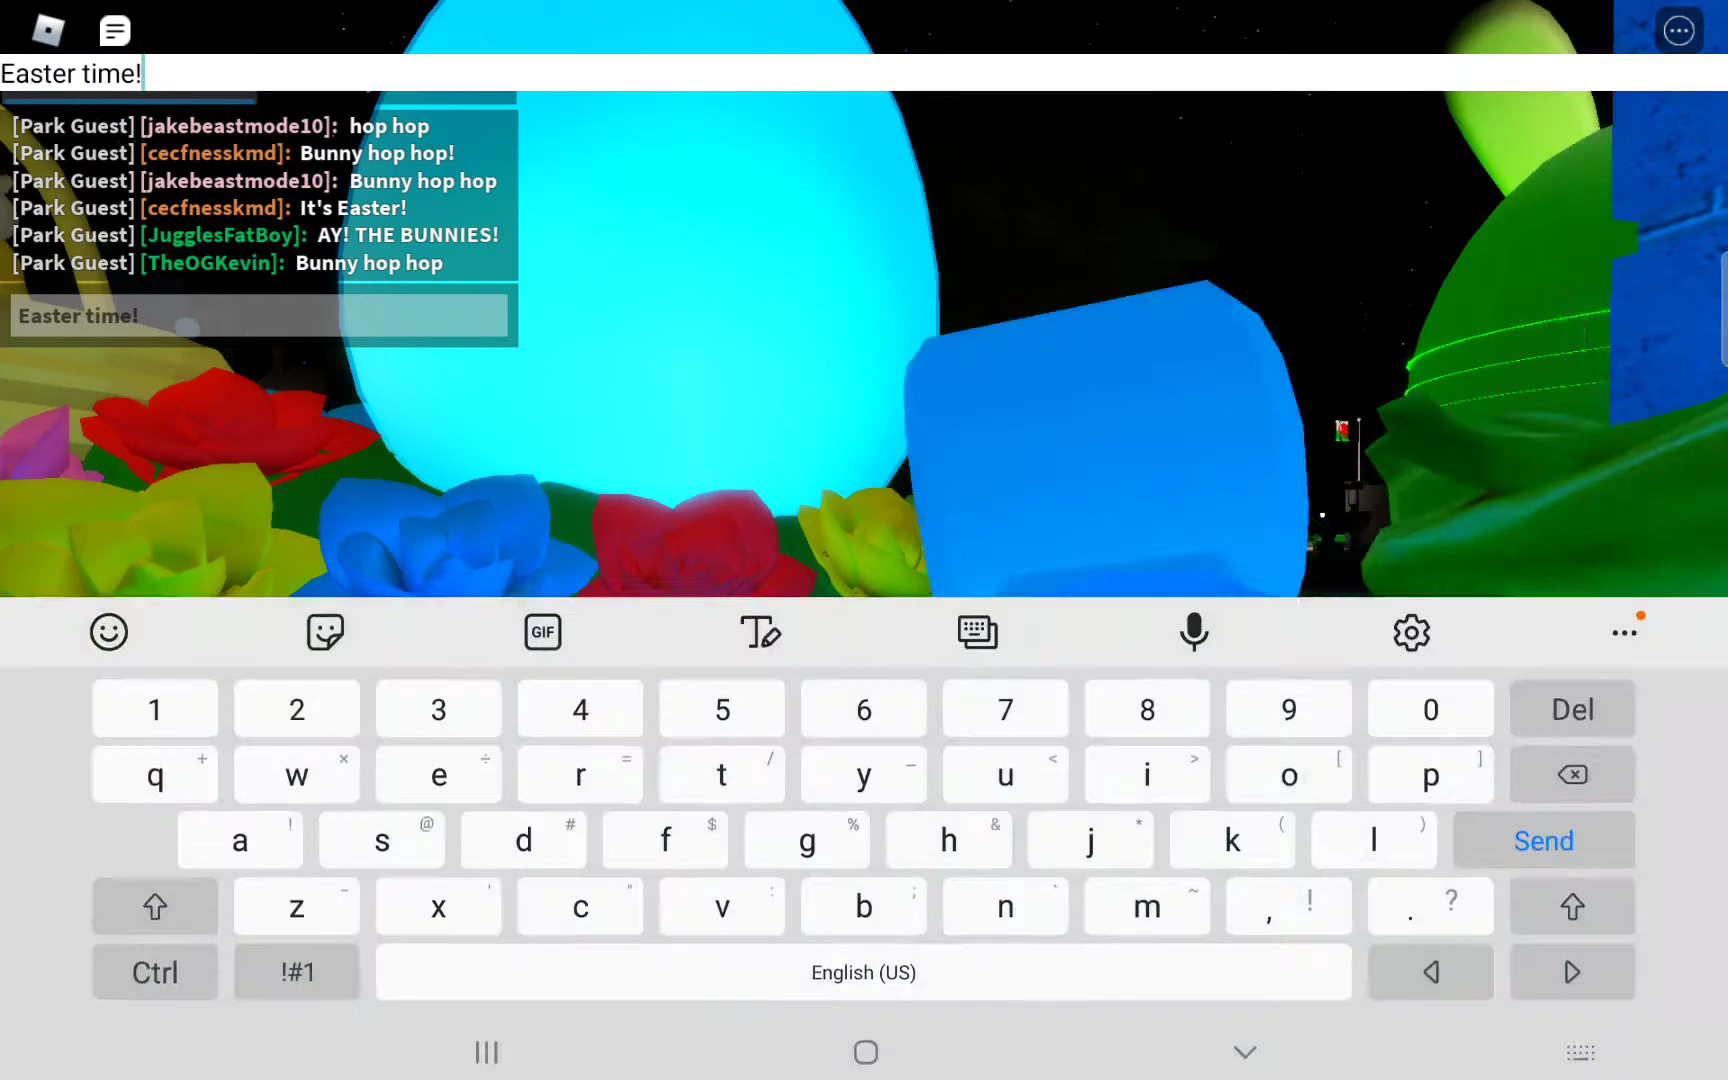 Easter time!
[Park Guest] [jakebeastmode10]: hop hop
[Park Guest] [cecfnesskmd]: Bunny hop hop!
[Park Guest] [jakebeastmode10]: Bunny hop hop
[Park Guest] [cecfnesskmd]: It's Easter!
[Park Guest] [JugglesFatBoy]: AY! THE BUNNIES!
[Park Guest] [TheOGKevin]: Bunny hop hop
Easter time!
GIF
1 2 3 4 5 6 7 8 9 0 Del
q + w × e ÷ r = t / y _ u < i > o [ p ]
a ! s @ d # f $ g % h & j * k ( l ) Send
z - x ' c " v : b ; n ` m ~ , ! . ?
Ctrl !#1 English (US)